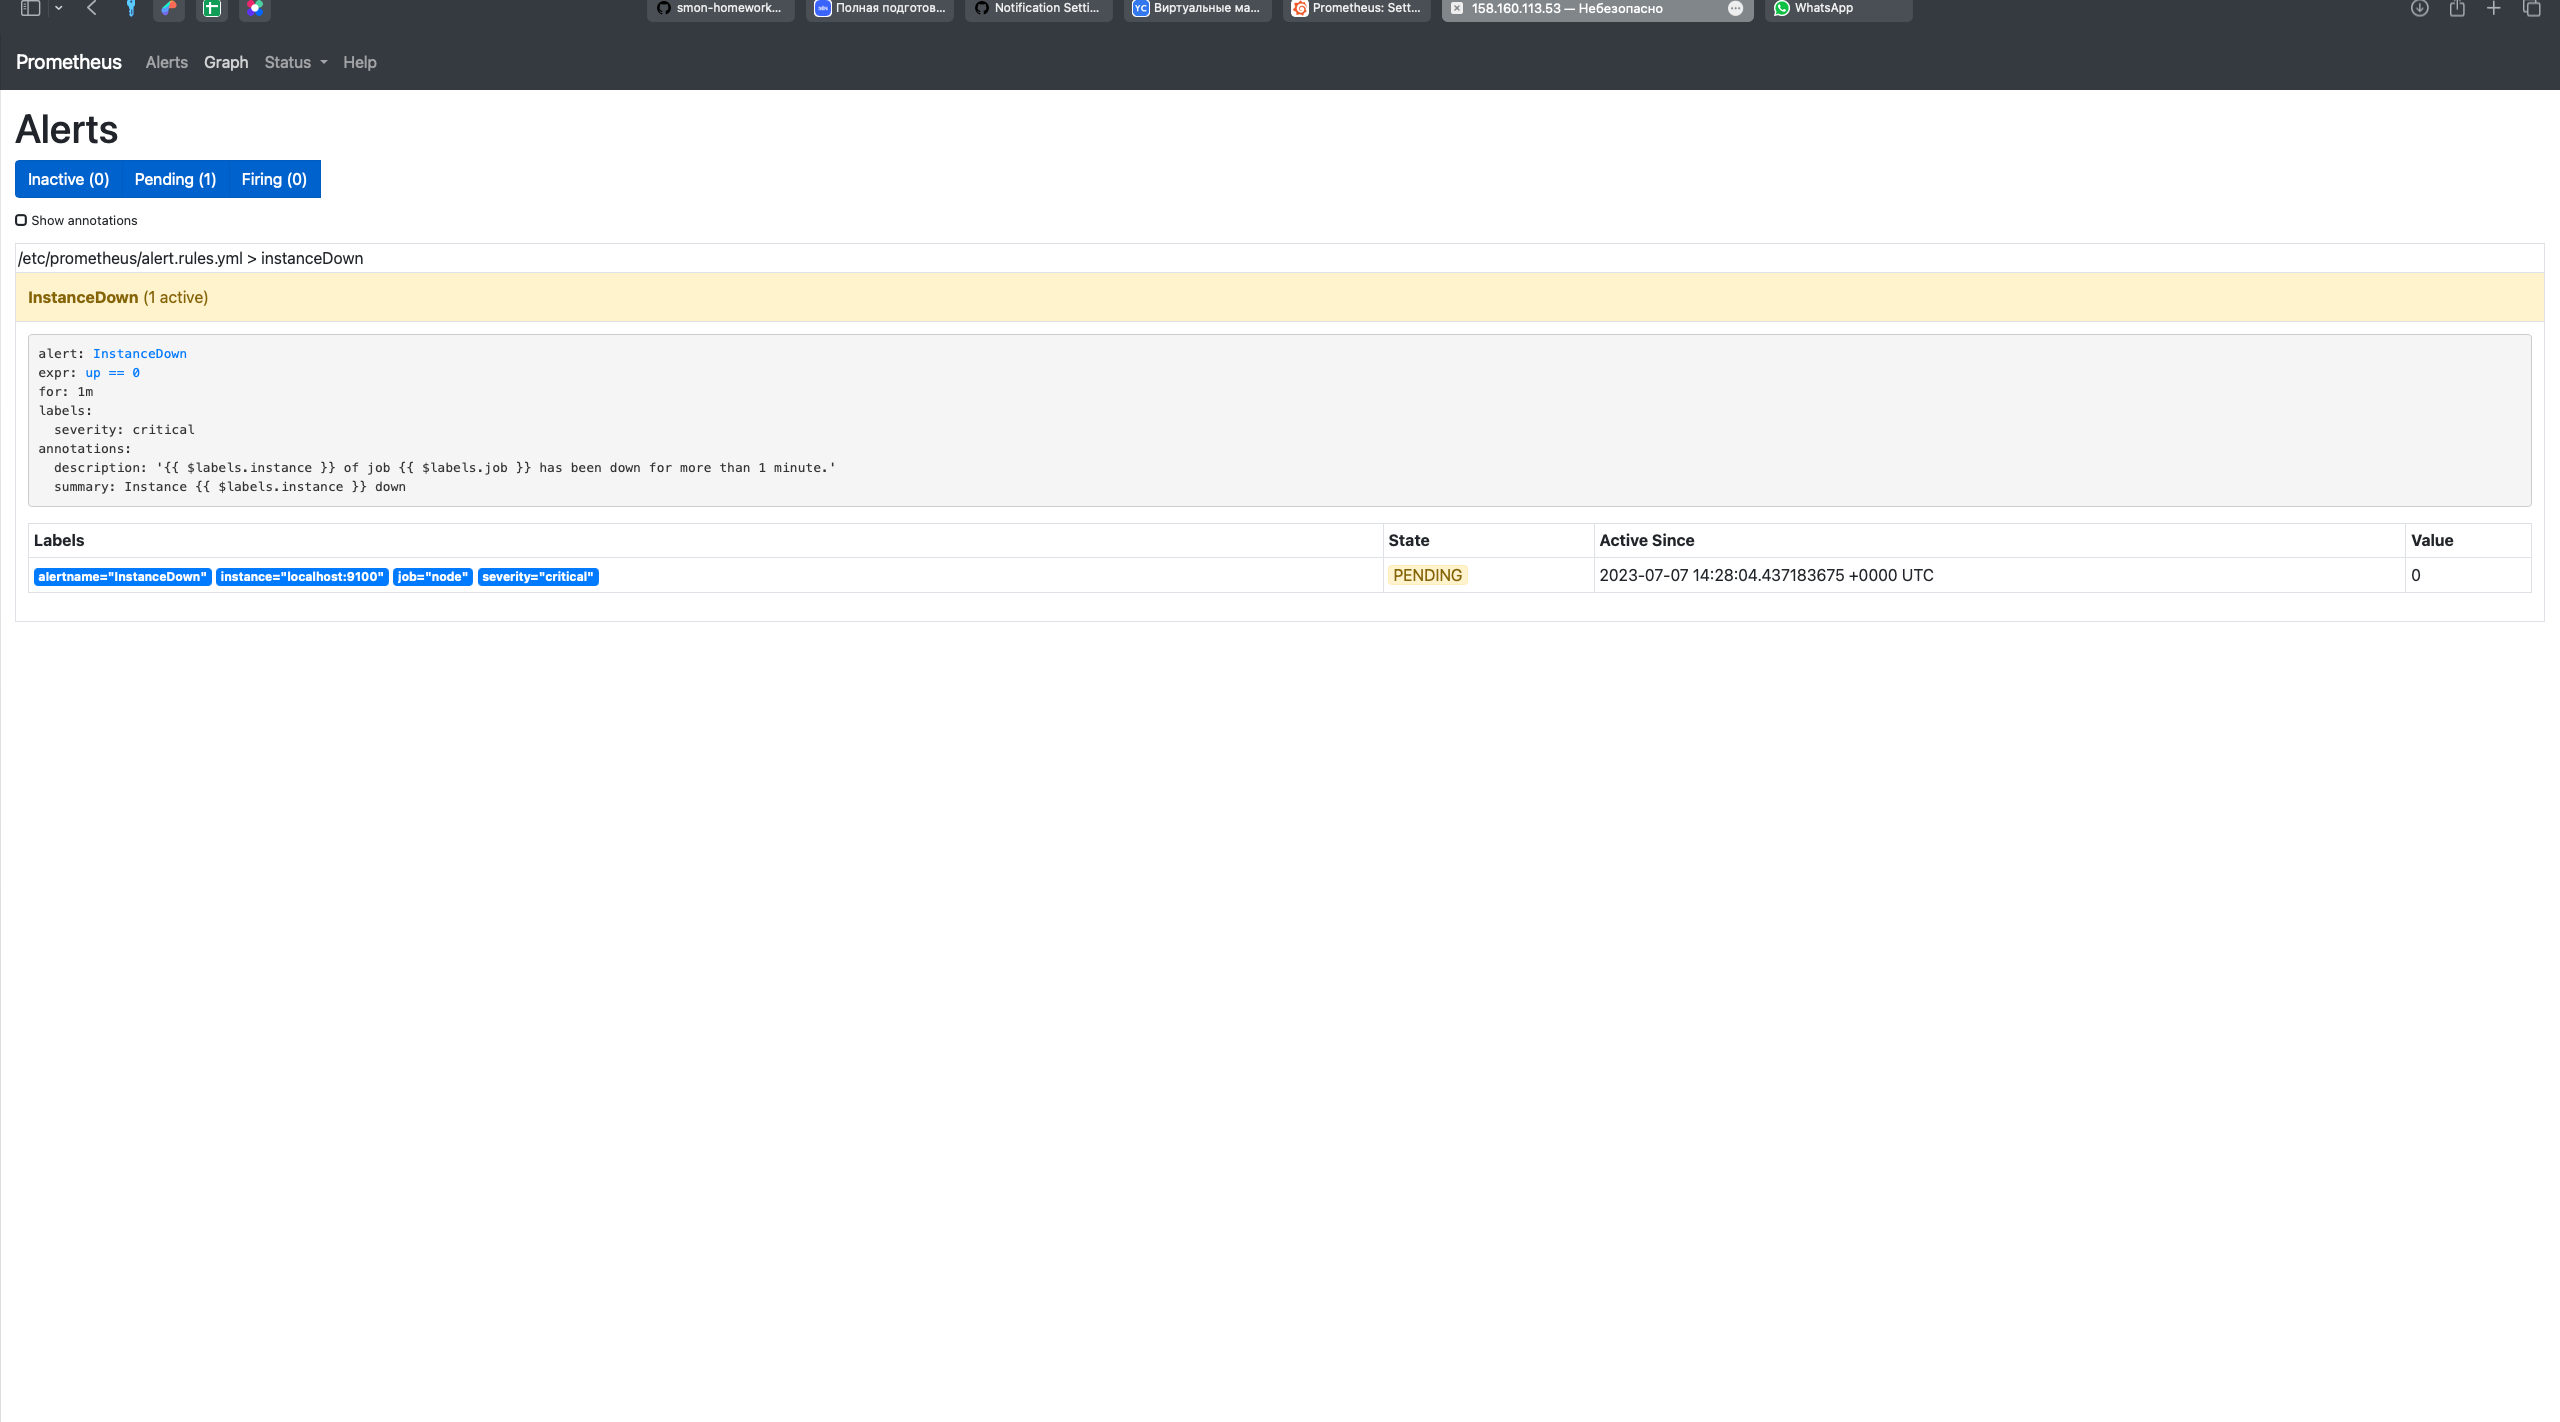 smon-homework... Полная подготов... Notification Setti... Виртуальные ма... Prometheus: Sett... 158.160.113.53 — Небезопасно WhatsApp
Prometheus Alerts Graph Status Help
Alerts
Inactive (0) Pending (1) Firing (0)
Show annotations
/etc/prometheus/alert.rules.yml > instanceDown
InstanceDown (1 active)
alert: InstanceDown
expr: up == 0
for: 1m
labels:
  severity: critical
annotations:
  description: '{{ $labels.instance }} of job {{ $labels.job }} has been down for more than 1 minute.'
  summary: Instance {{ $labels.instance }} down
Labels State Active Since Value
alertname="InstanceDown" instance="localhost:9100" job="node" severity="critical" PENDING 2023-07-07 14:28:04.437183675 +0000 UTC 0